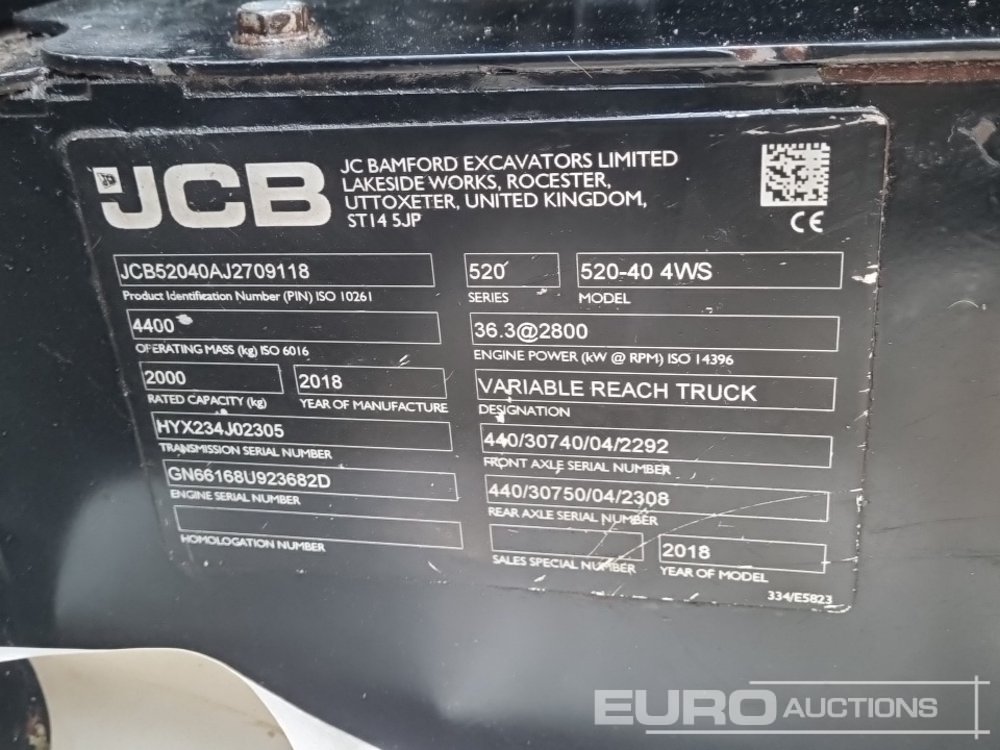 JCB
JC BAMFORD EXCAVATORS LIMITED
LAKESIDE WORKS, ROCESTER,
UTTOXETER, UNITED KINGDOM,
ST14 5JP
CE
JCB52040AJ2709118
Product Identification Number (PIN) ISO 10261
520
SERIES
520-40 4WS
MODEL
4400
OPERATING MASS (kg) ISO 6016
36.3@2800
ENGINE POWER (kW @ RPM) ISO 14396
2000
RATED CAPACITY (kg)
2018
YEAR OF MANUFACTURE
VARIABLE REACH TRUCK
DESIGNATION
HYX234J02305
TRANSMISSION SERIAL NUMBER
440/30740/04/2292
FRONT AXLE SERIAL NUMBER
GN66168U923682D
ENGINE SERIAL NUMBER
440/30750/04/2308
REAR AXLE SERIAL NUMBER
HOMOLOGATION NUMBER
SALES SPECIAL NUMBER
2018
YEAR OF MODEL
334/E5823
EURO AUCTIONS